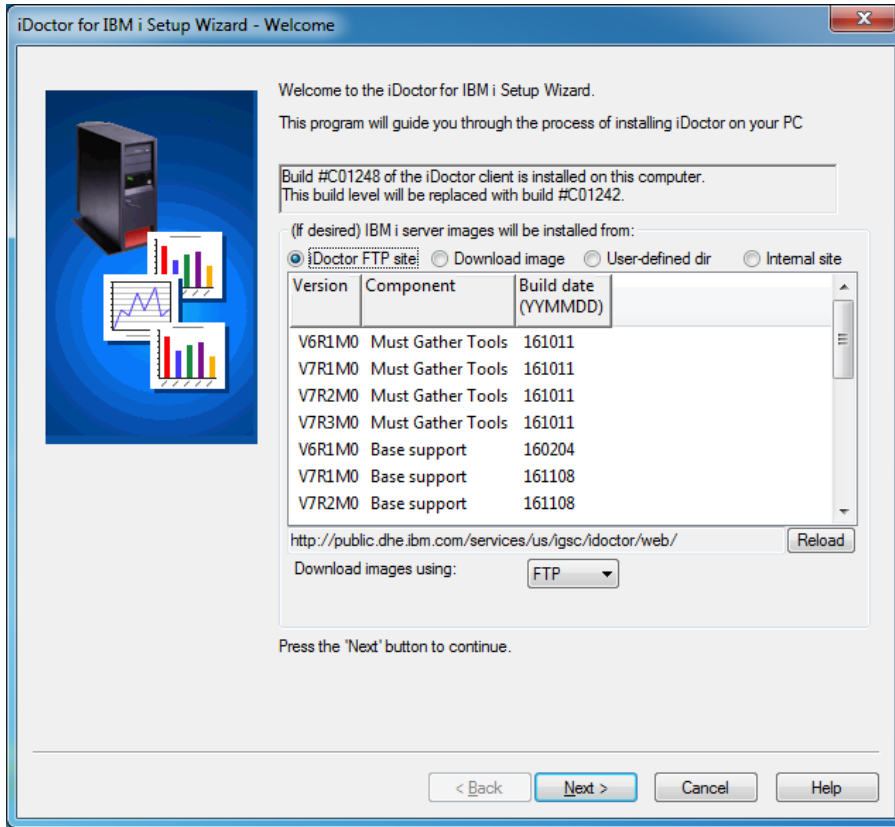 iDoctor for IBM i Setup Wizard - Welcome
Welcome to the iDoctor for IBM i Setup Wizard.
This program will guide you through the process of installing iDoctor on your PC
Build #C01248 of the iDoctor client is installed on this computer.
This build level will be replaced with build #C01242.
(If desired) IBM i server images will be installed from:
iDoctor FTP site Download image User-defined dir Internal site
Version Component Build date
(YYMMDD)
V6R1M0 Must Gather Tools 161011
V7R1M0 Must Gather Tools 161011
V7R2M0 Must Gather Tools 161011
V7R3M0 Must Gather Tools 161011
V6R1M0 Base support 160204
V7R1M0 Base support 161108
V7R2M0 Base support 161108
http://public.dhe.ibm.com/services/us/igsc/idoctor/web/ Reload
Download images using: FTP
Press the 'Next' button to continue.
< Back Next > Cancel Help